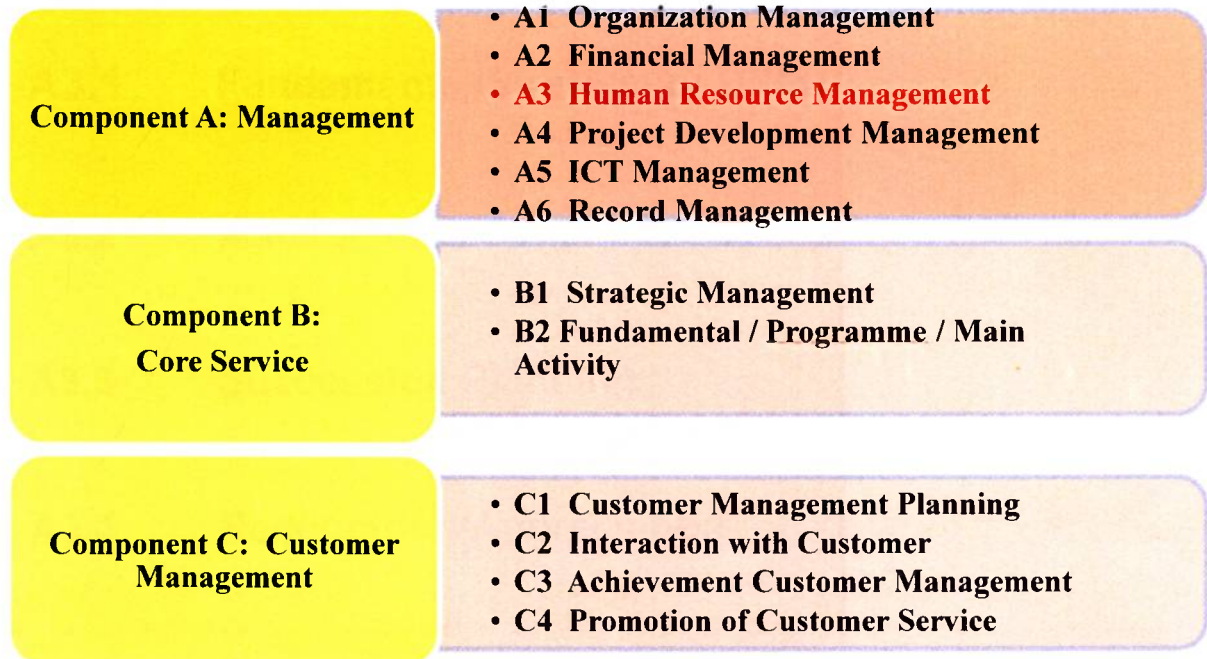 Component A: Management
• A1 Organization Management
• A2 Financial Management
• A3 Human Resource Management
• A4 Project Development Management
• A5 ICT Management
• A6 Record Management
Component B:
Core Service
• B1 Strategic Management
• B2 Fundamental / Programme / Main
Activity
Component C: Customer
Management
• C1 Customer Management Planning
• C2 Interaction with Customer
• C3 Achievement Customer Management
• C4 Promotion of Customer Service